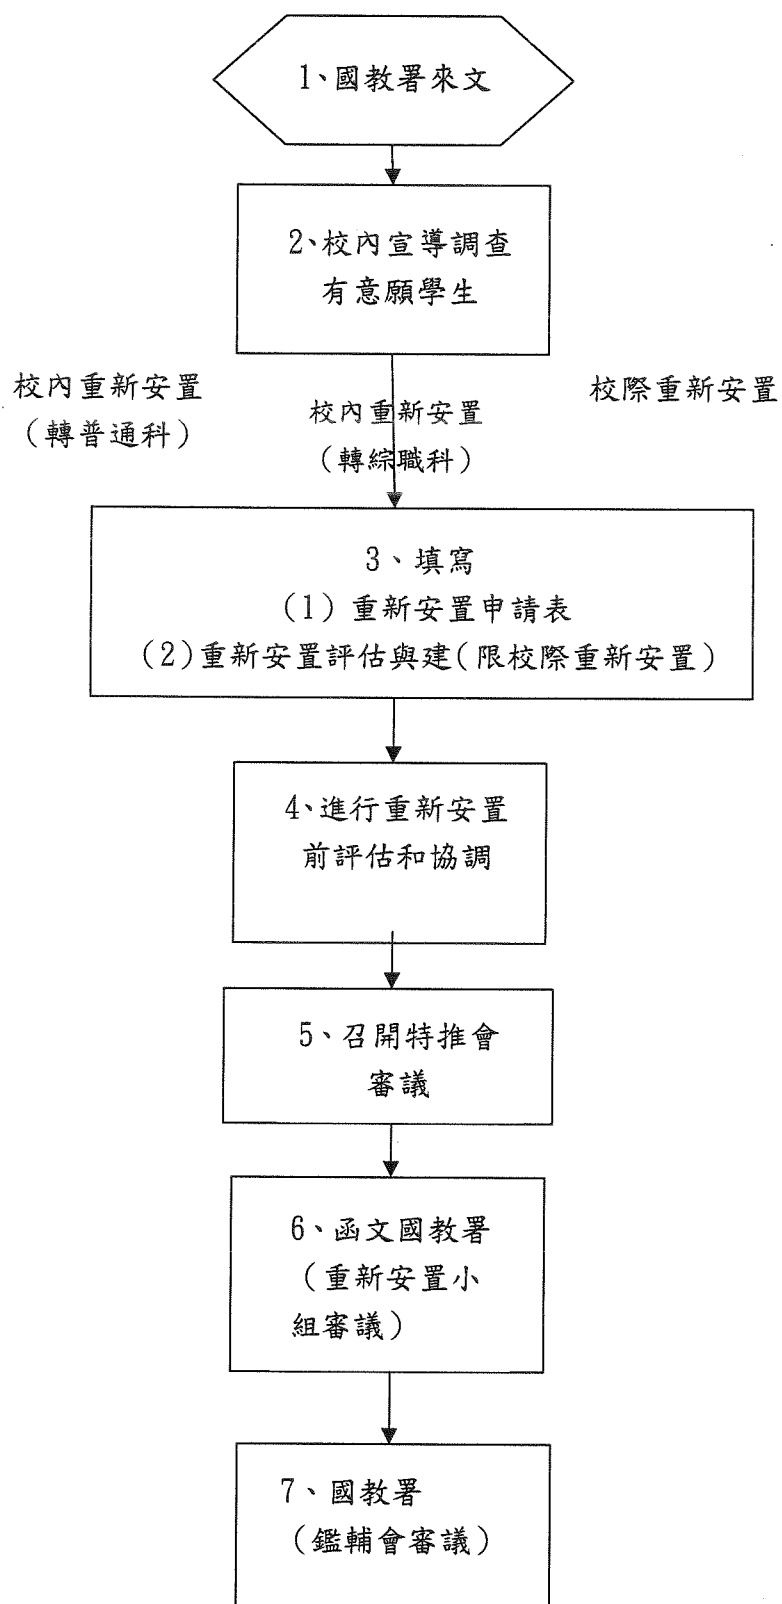 1、國教署來文
2、校內宣導調查
有意願學生
校內重新安置
（轉普通科）
校內重新安置
（轉綜職科）
校際重新安置
3、填寫
(1) 重新安置申請表
(2)重新安置評估與建(限校際重新安置)
4、進行重新安置
前評估和協調
5、召開特推會
審議
6、函文國教署
（重新安置小
組審議）
7、國教署
（鑑輔會審議）